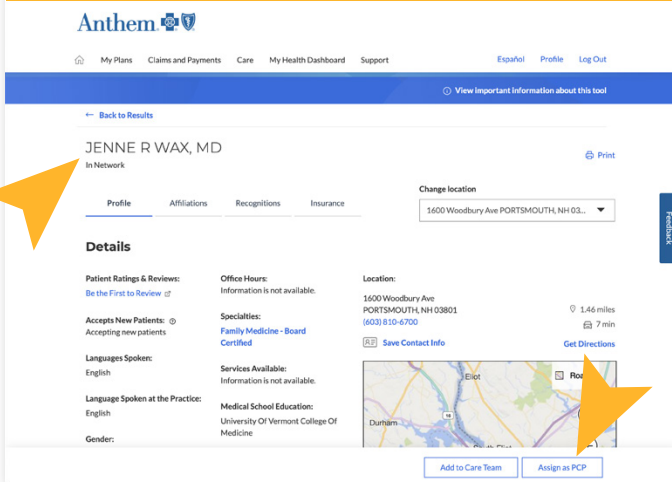 Anthem
My Plans Claims and Payments Care My Health Dashboard Support Español Profile Log Out
View important information about this tool
← Back to Results
JENNE R WAX, MD
In Network
Print
Profile Affiliations Recognitions Insurance
Change location
1600 Woodbury Ave PORTSMOUTH, NH 03...
Feedback
Details
Patient Ratings & Reviews:
Be the First to Review
Accepts New Patients:
Accepting new patients
Languages Spoken:
English
Language Spoken at the Practice:
English
Gender:
Office Hours:
Information is not available.
Specialties:
Family Medicine - Board
Certified
Services Available:
Information is not available.
Medical School Education:
University Of Vermont College Of
Medicine
Location:
1600 Woodbury Ave
PORTSMOUTH, NH 03801
(603) 810-6700
Save Contact Info
1.46 miles
7 min
Get Directions
Eliot
Durham
Add to Care Team
Assign as PCP